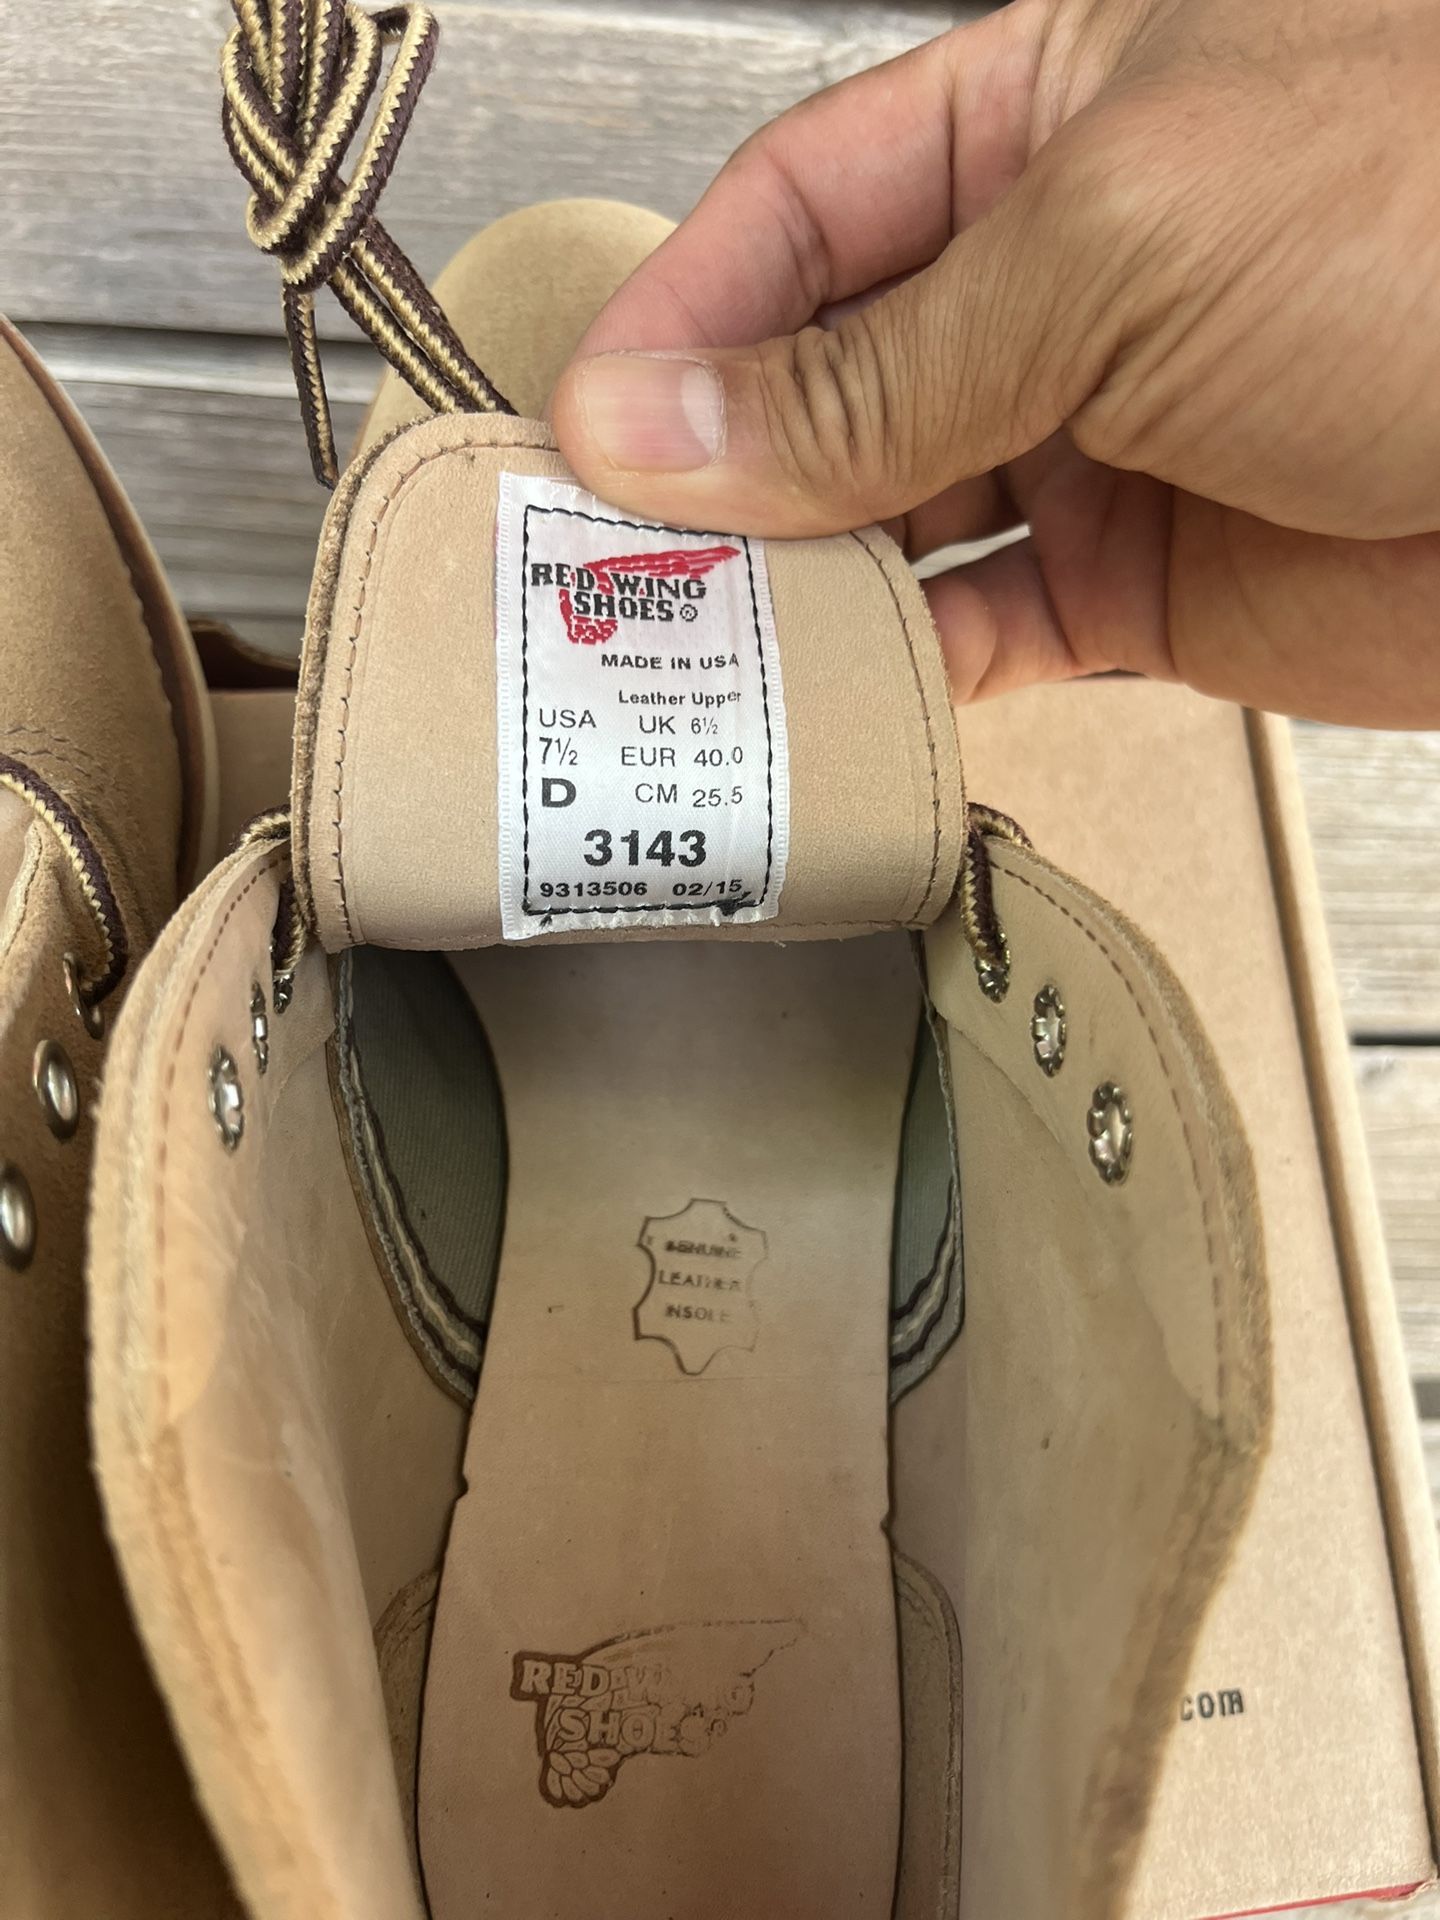 RED WING
SHOES®
MADE IN USA
Leather Upper
USA UK 6½
7½ EUR 40.0
D CM 25.5
3143
9313506 02/15
GENUINE
LEATHER
INSOLE
RED WING
SHOES
.com